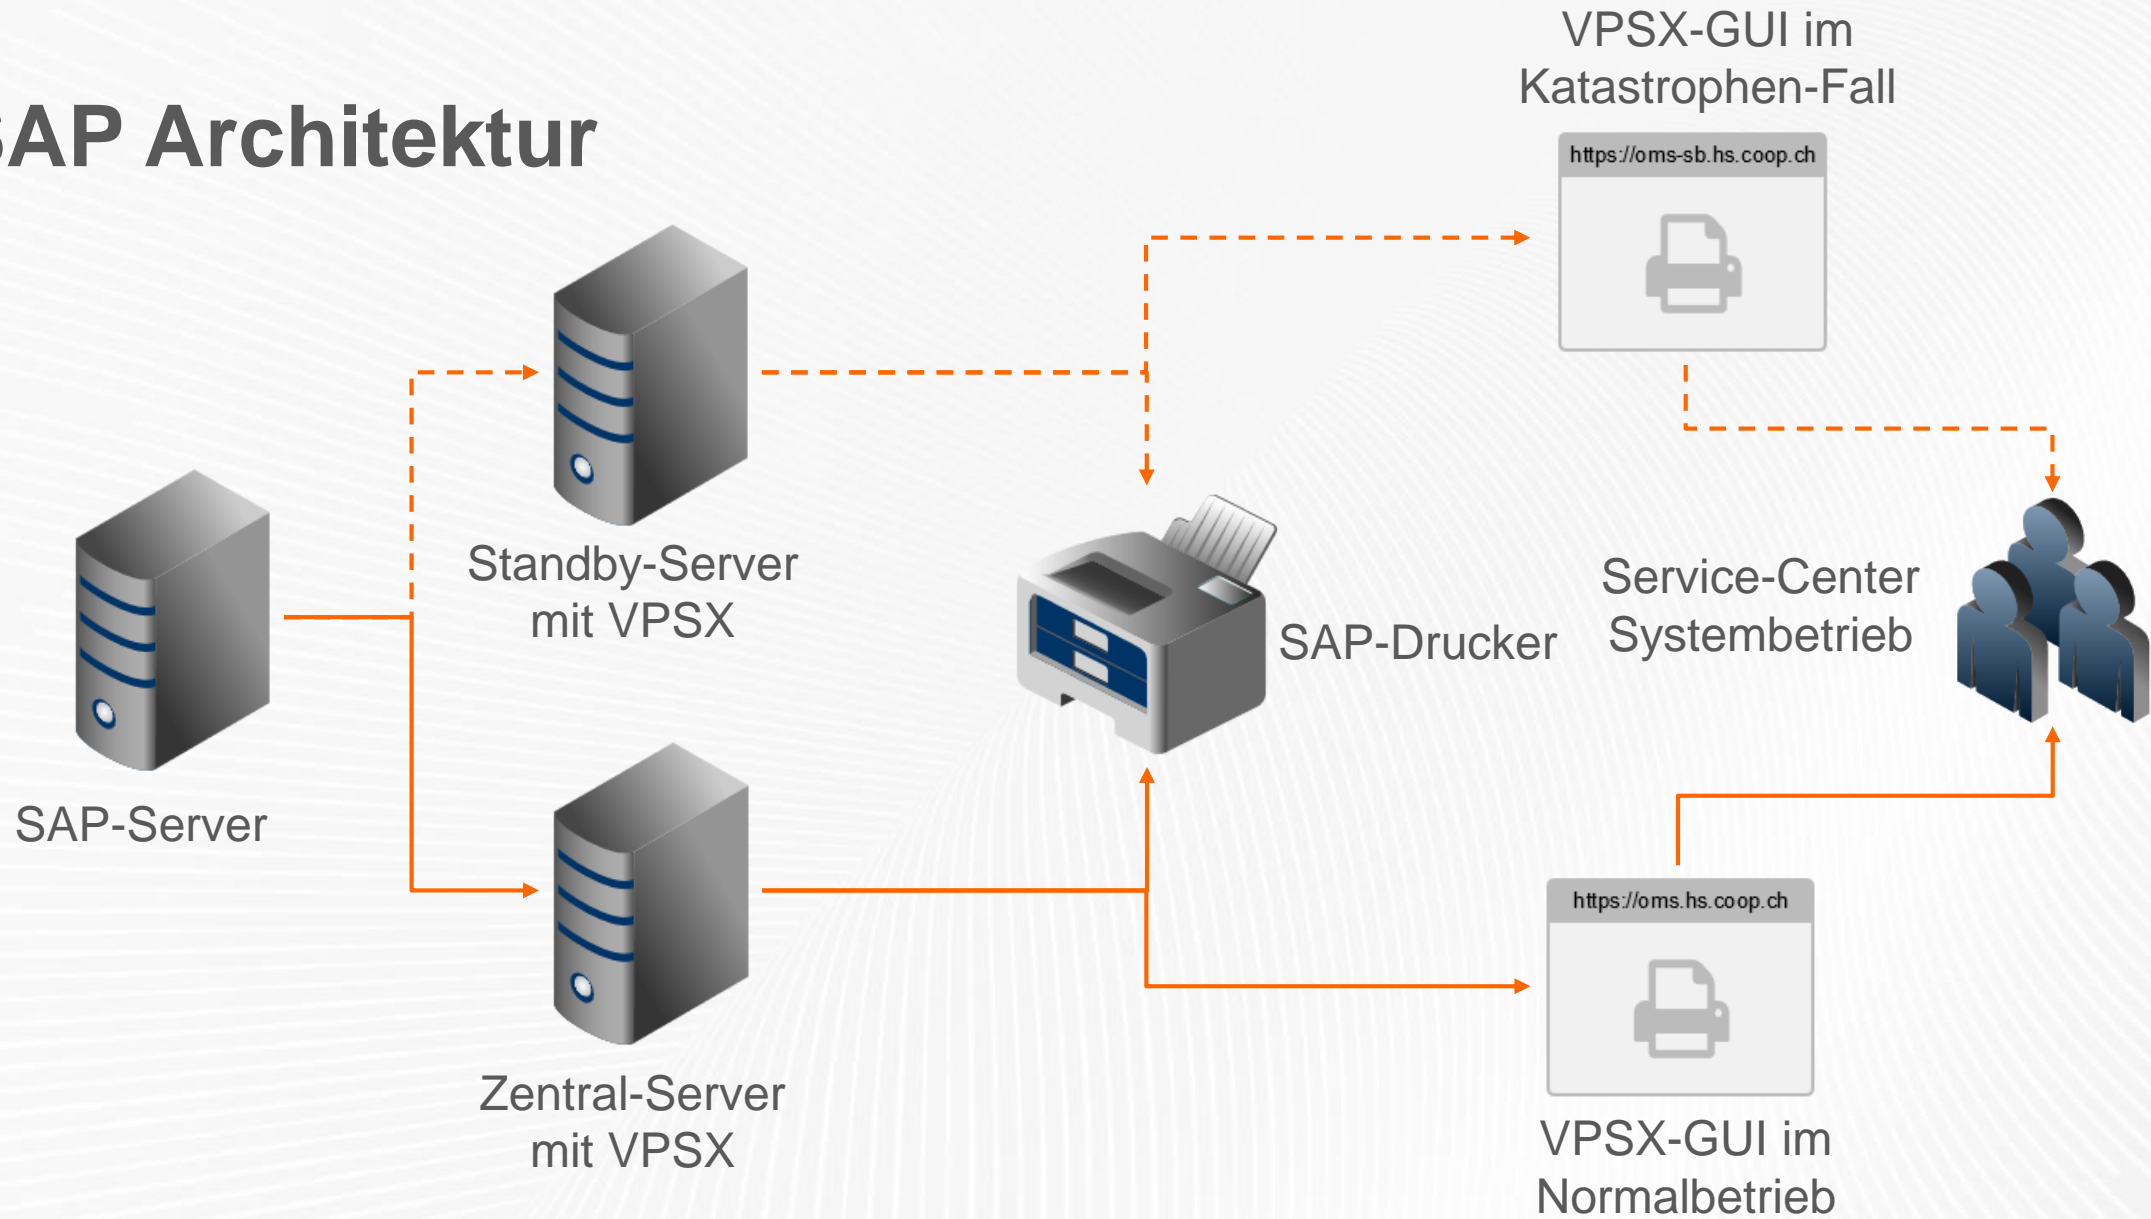 SAP Architektur
VPSX-GUI im
Katastrophen-Fall
https://oms-sb.hs.coop.ch
Standby-Server
mit VPSX
SAP-Drucker
Service-Center
Systembetrieb
SAP-Server
Zentral-Server
mit VPSX
https://oms.hs.coop.ch
VPSX-GUI im
Normalbetrieb